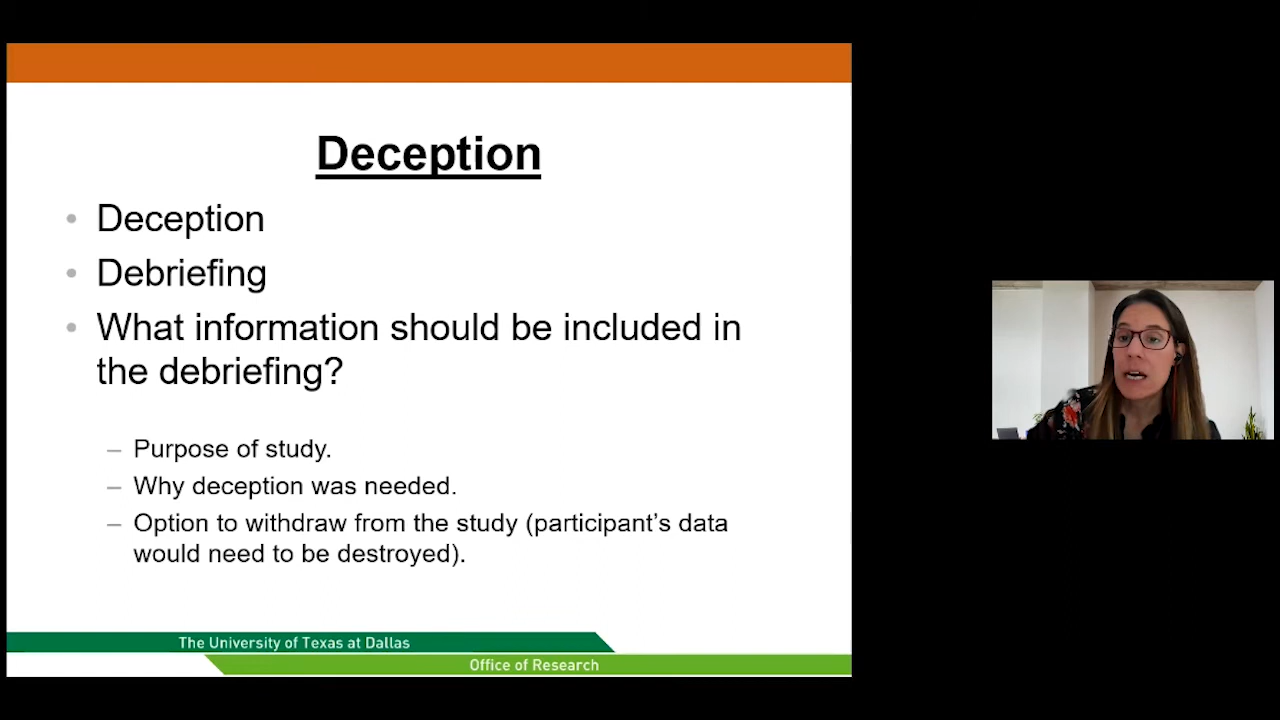 Deception
• Deception
• Debriefing
• What information should be included in
the debriefing?
– Purpose of study.
– Why deception was needed.
– Option to withdraw from the study (participant's data
would need to be destroyed).
The University of Texas at Dallas
Office of Research